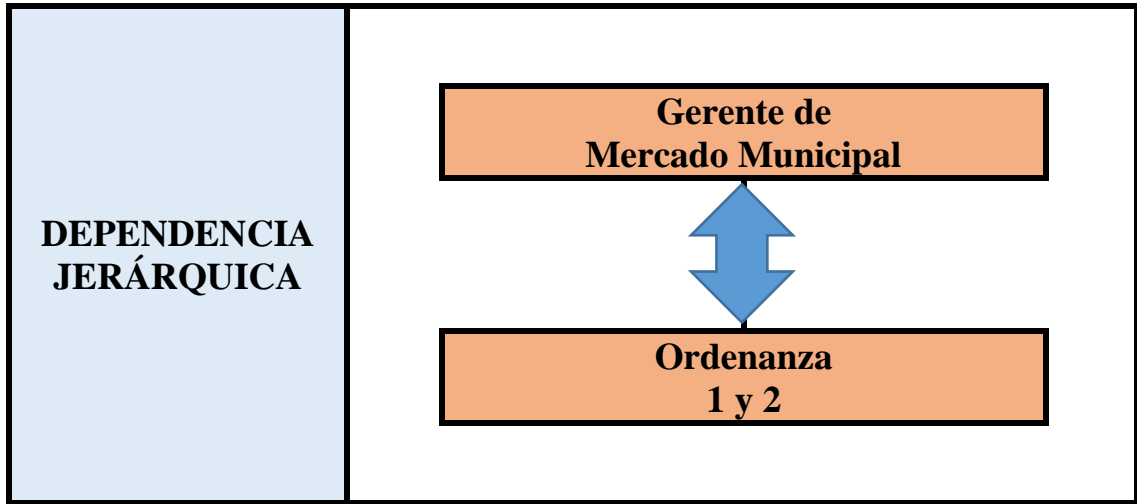 DEPENDENCIA
JERÁRQUICA
Gerente de
Mercado Municipal
Ordenanza
1 y 2